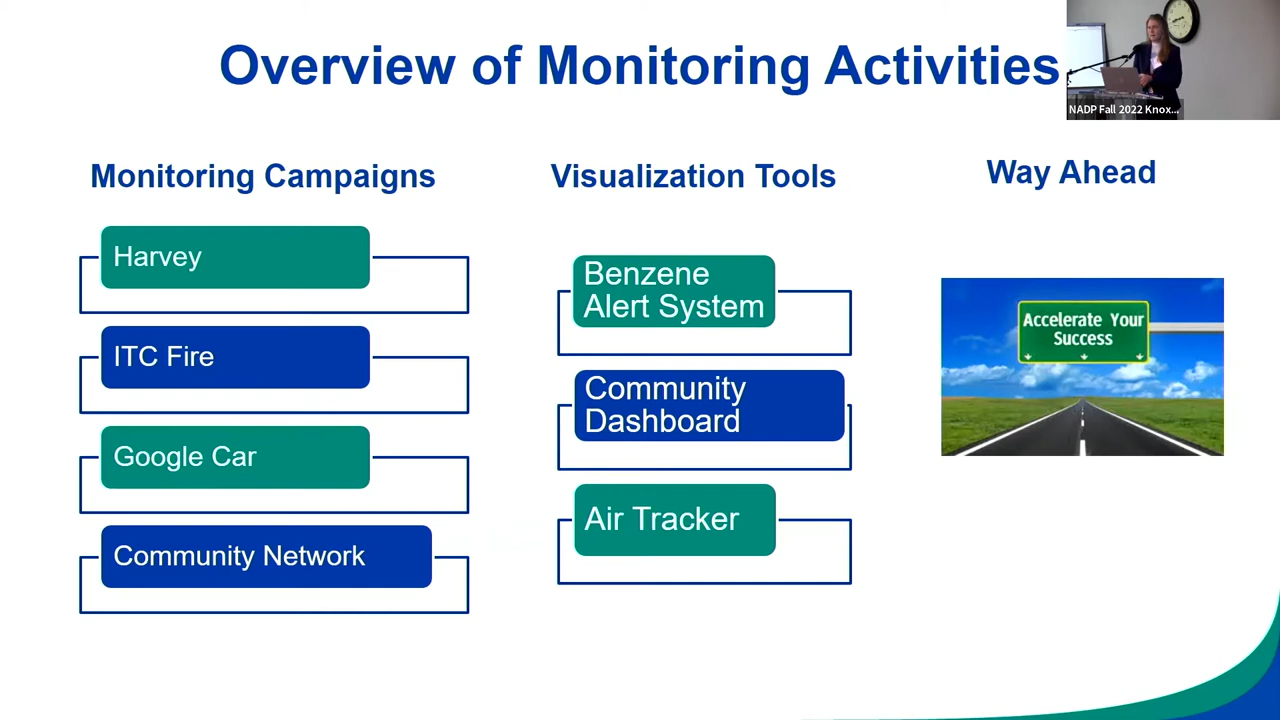 Overview of Monitoring Activities
NADP Fall 2022 Knox...
Monitoring Campaigns
Harvey
ITC Fire
Google Car
Community Network
Visualization Tools
Benzene
Alert System
Community
Dashboard
Air Tracker
Way Ahead
Accelerate Your
Success